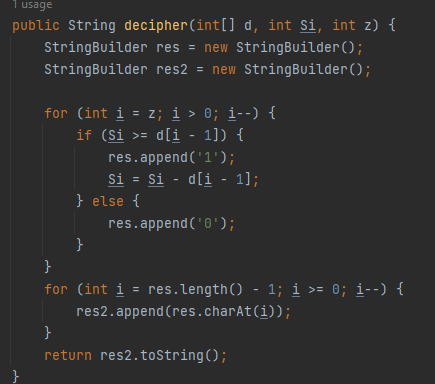 1 usage
public String decipher(int[] d, int Si, int z) {
    StringBuilder res = new StringBuilder();
    StringBuilder res2 = new StringBuilder();

    for (int i = z; i > 0; i--) {
        if (Si >= d[i - 1]) {
            res.append('1');
            Si = Si - d[i - 1];
        } else {
            res.append('0');
        }
    }
    for (int i = res.length() - 1; i >= 0; i--) {
        res2.append(res.charAt(i));
    }
    return res2.toString();
}